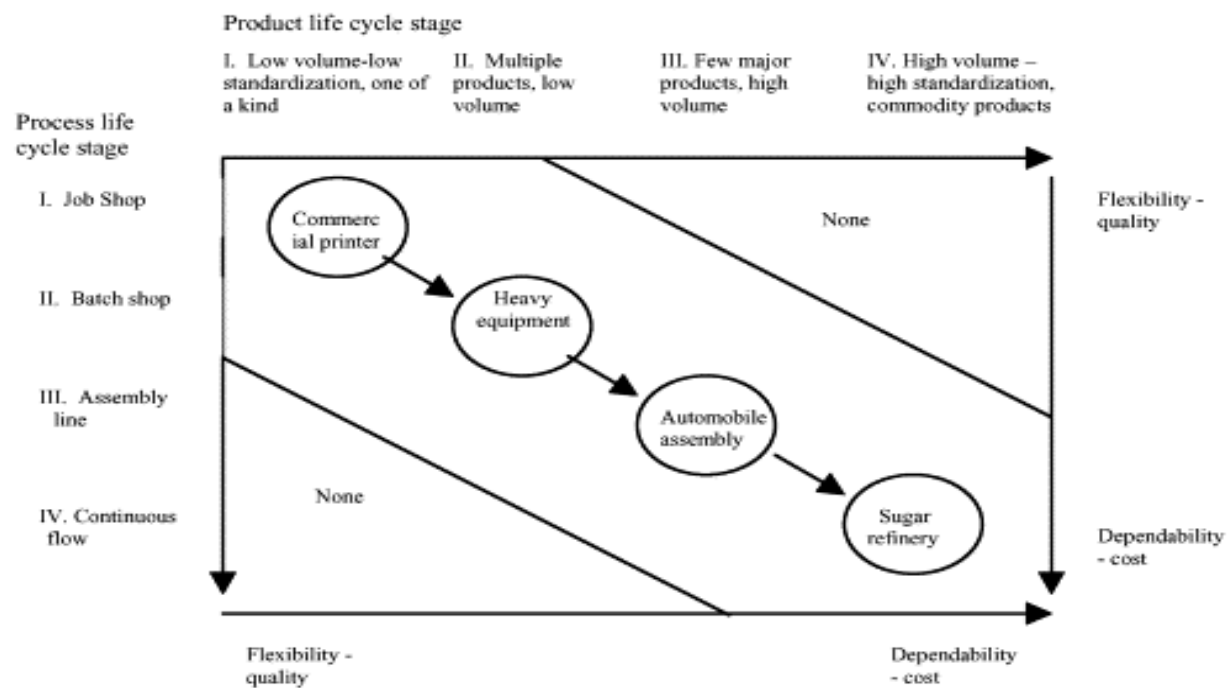 Product life cycle stage
I. Low volume-low
standardization, one of
a kind
II. Multiple
products, low
volume
III. Few major
products, high
volume
IV. High volume –
high standardization,
commodity products
Process life
cycle stage
I. Job Shop
II. Batch shop
III. Assembly
line
IV. Continuous
flow
Commerc
ial printer
Heavy
equipment
Automobile
assembly
Sugar
refinery
None
None
Flexibility -
quality
Dependability
- cost
Flexibility -
quality
Dependability
- cost